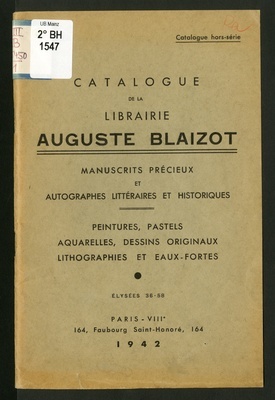 UB Mainz
2° BH
1547
Catalogue hors-série
CATALOGUE
DE LA
LIBRAIRIE
AUGUSTE BLAIZOT
MANUSCRITS PRÉCIEUX
ET
AUTOGRAPHES LITTÉRAIRES ET HISTORIQUES
PEINTURES, PASTELS
AQUARELLES, DESSINS ORIGINAUX
LITHOGRAPHIES ET EAUX-FORTES
ÉLYSÉES 36-58
PARIS-VIIIe
164, Faubourg Saint-Honoré, 164
1942